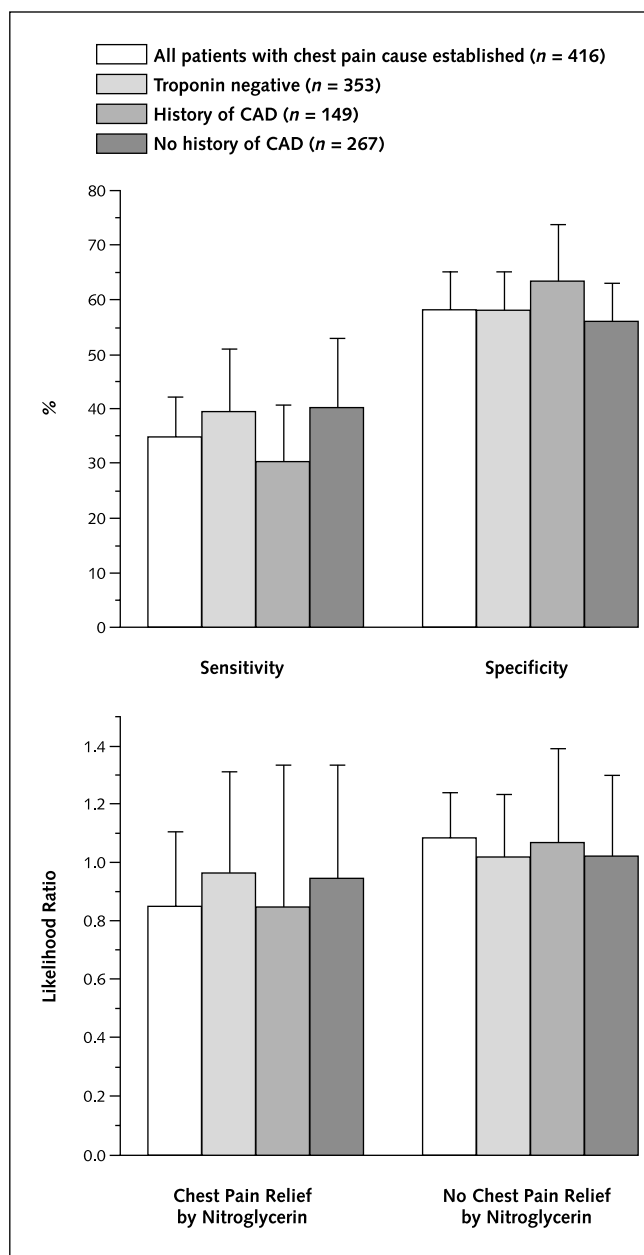 All patients with chest pain cause established (n = 416)
Troponin negative (n = 353)
History of CAD (n = 149)
No history of CAD (n = 267)
80
70
60
50
40
30
20
10
0
%
Sensitivity
Specificity
1.4
1.2
1.0
0.8
0.6
0.4
0.2
0.0
Likelihood Ratio
Chest Pain Relief
by Nitroglycerin
No Chest Pain Relief
by Nitroglycerin